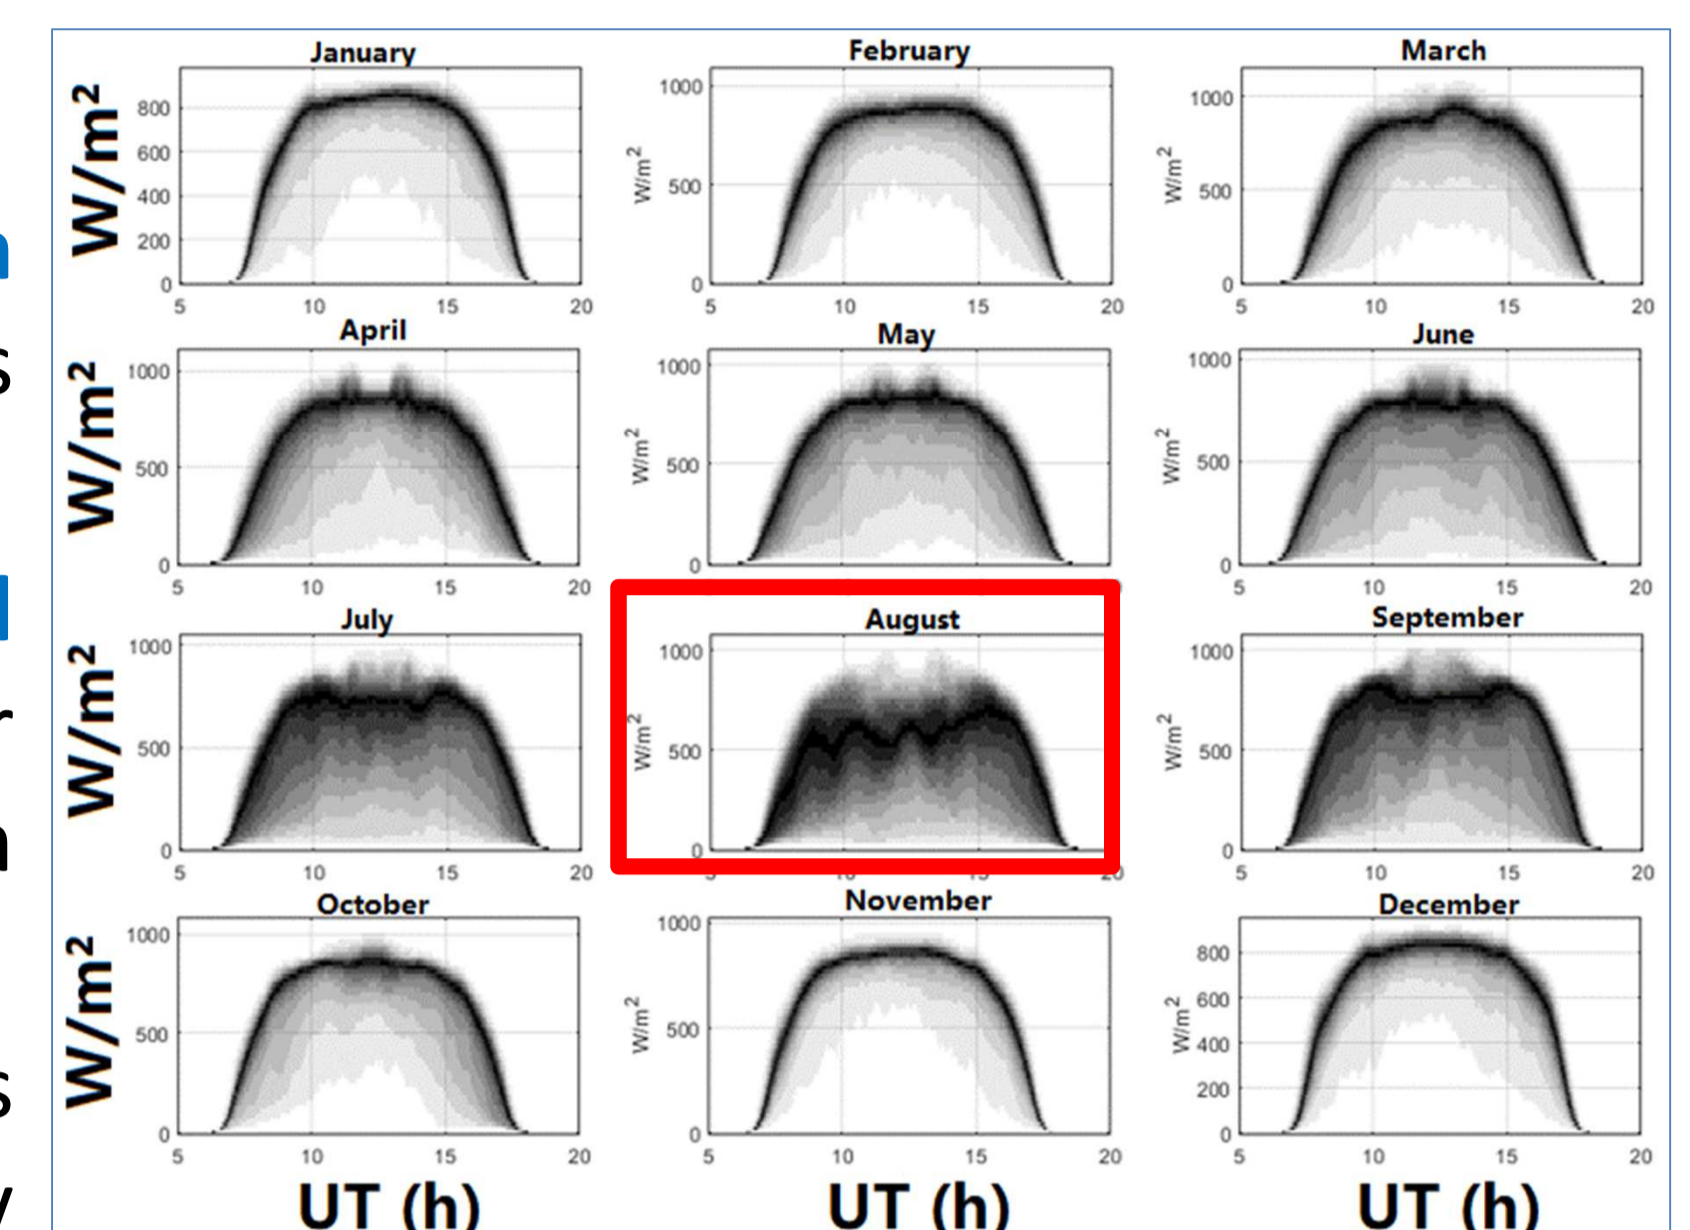 January February March
W/m² 800 600 400 200 0 W/m² 1000 500 0 W/m² 1000 500 0
5 10 15 20 5 10 15 20 5 10 15 20
April May June
W/m² 1000 500 0 W/m² 1000 500 0 W/m² 1000 500 0
5 10 15 20 5 10 15 20 5 10 15 20
July August September
W/m² 1000 500 0 W/m² 1000 500 0 W/m² 1000 500 0
5 10 15 20 5 10 15 20 5 10 15 20
October November December
W/m² 1000 500 0 W/m² 1000 500 0 W/m² 800 600 400 200 0
5 10 15 20 5 10 15 20 5 10 15 20
UT (h) UT (h) UT (h)